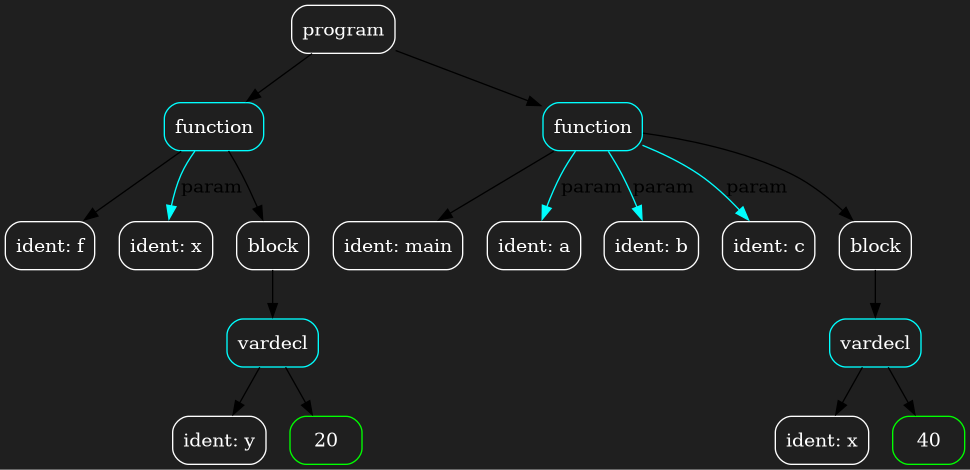 program
function
function
param
param
param
param
ident: f
ident: x
block
ident: main
ident: a
ident: b
ident: c
block
vardecl
vardecl
ident: y
20
ident: x
40